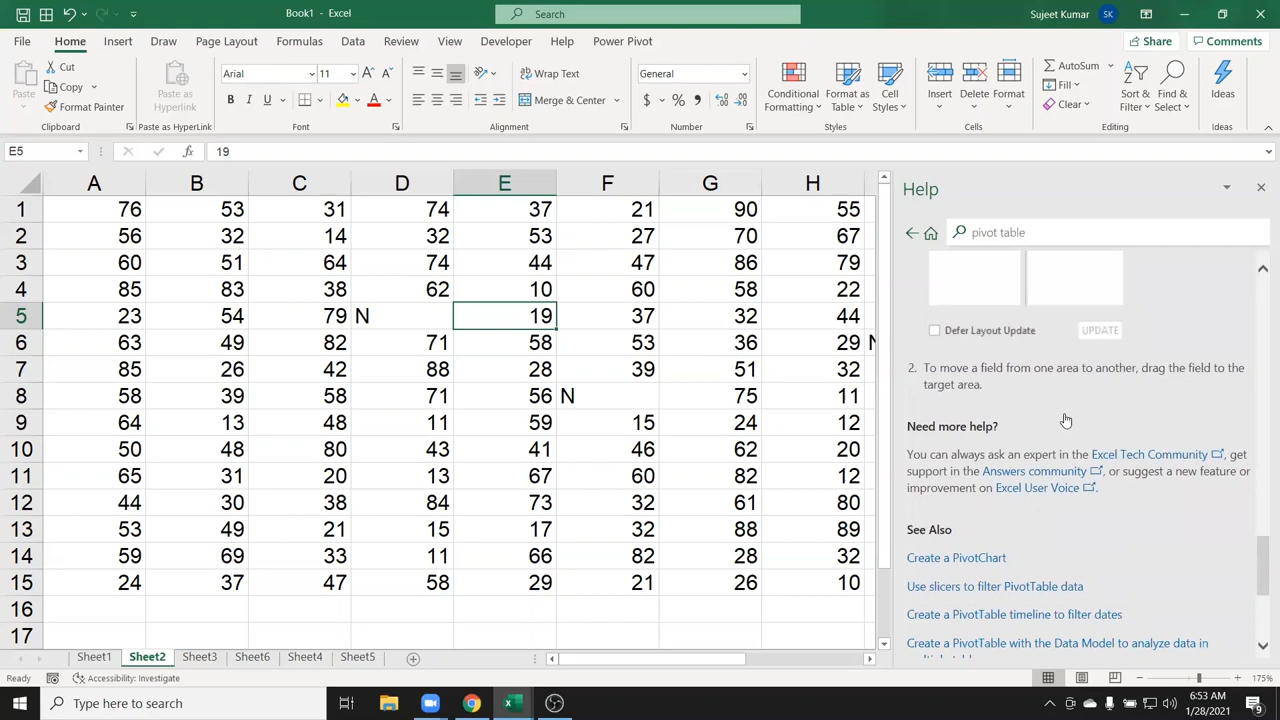 Book1 - Excel
Search
Sujeet Kumar
SK
File Home Insert Draw Page Layout Formulas Data Review View Developer Help Power Pivot
Share
Comments
Paste
Cut
Copy
Format Painter
Clipboard
Paste as Hyperlink
Paste as HyperLink
Arial
11
B I U
Font
Wrap Text
Merge & Center
Alignment
General
$ % ,
Number
Conditional Formatting
Format as Table
Cell Styles
Styles
Insert
Delete
Format
Cells
AutoSum
Fill
Clear
Sort & Filter
Find & Select
Editing
Ideas
Ideas
E5
fx
19
A B C D E F G H
1 76 53 31 74 37 21 90 55
2 56 32 14 32 53 27 70 67
3 60 51 64 74 44 47 86 79
4 85 83 38 62 10 60 58 22
5 23 54 79 N 19 37 32 44
6 63 49 82 71 58 53 36 29 N
7 85 26 42 88 28 39 51 32
8 58 39 58 71 56 N 75 11
9 64 13 48 11 59 15 24 12
10 50 48 80 43 41 46 62 20
11 65 31 20 13 67 60 82 12
12 44 30 38 84 73 32 61 80
13 53 49 21 15 17 32 88 89
14 59 69 33 11 66 82 28 32
15 24 37 47 58 29 21 26 10
16
17
Help
pivot table
Defer Layout Update
UPDATE
2. To move a field from one area to another, drag the field to the
target area.
Need more help?
You can always ask an expert in the Excel Tech Community , get
support in the Answers community , or suggest a new feature or
improvement on Excel User Voice .
See Also
Create a PivotChart
Use slicers to filter PivotTable data
Create a PivotTable timeline to filter dates
Create a PivotTable with the Data Model to analyze data in
Sheet1 Sheet2 Sheet3 Sheet6 Sheet4 Sheet5
Ready
Accessibility: Investigate
175%
Type here to search
6:53 AM
1/28/2021
9